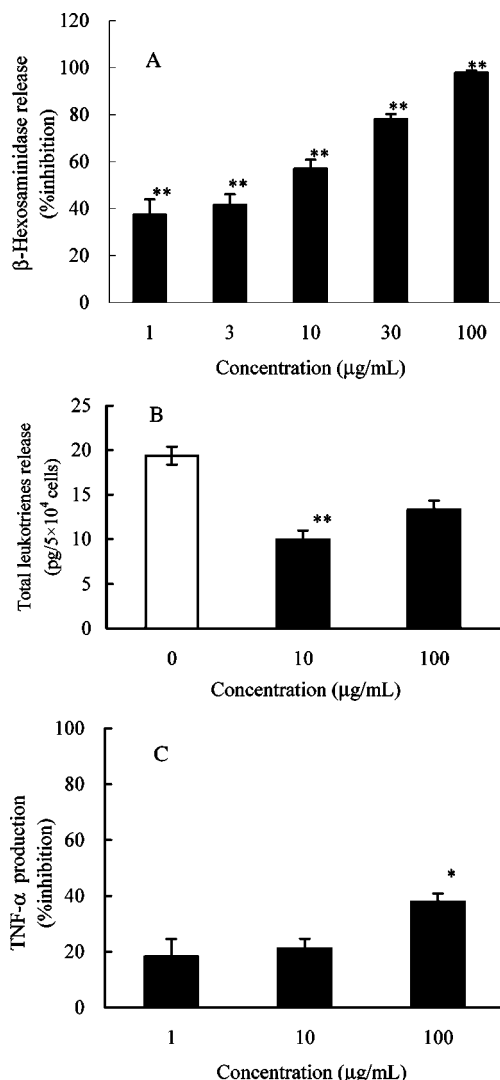 A
β-Hexosaminidase release
(%inhibition)
120
100
80
60
40
20
0
**
**
**
**
**
1 3 10 30 100
Concentration (μg/mL)
B
Total leukotrienes release
(pg/5×10⁴ cells)
25
20
15
10
5
0
**
0 10 100
Concentration (μg/mL)
C
TNF-α production
(%inhibition)
100
80
60
40
20
0
*
1 10 100
Concentration (μg/mL)